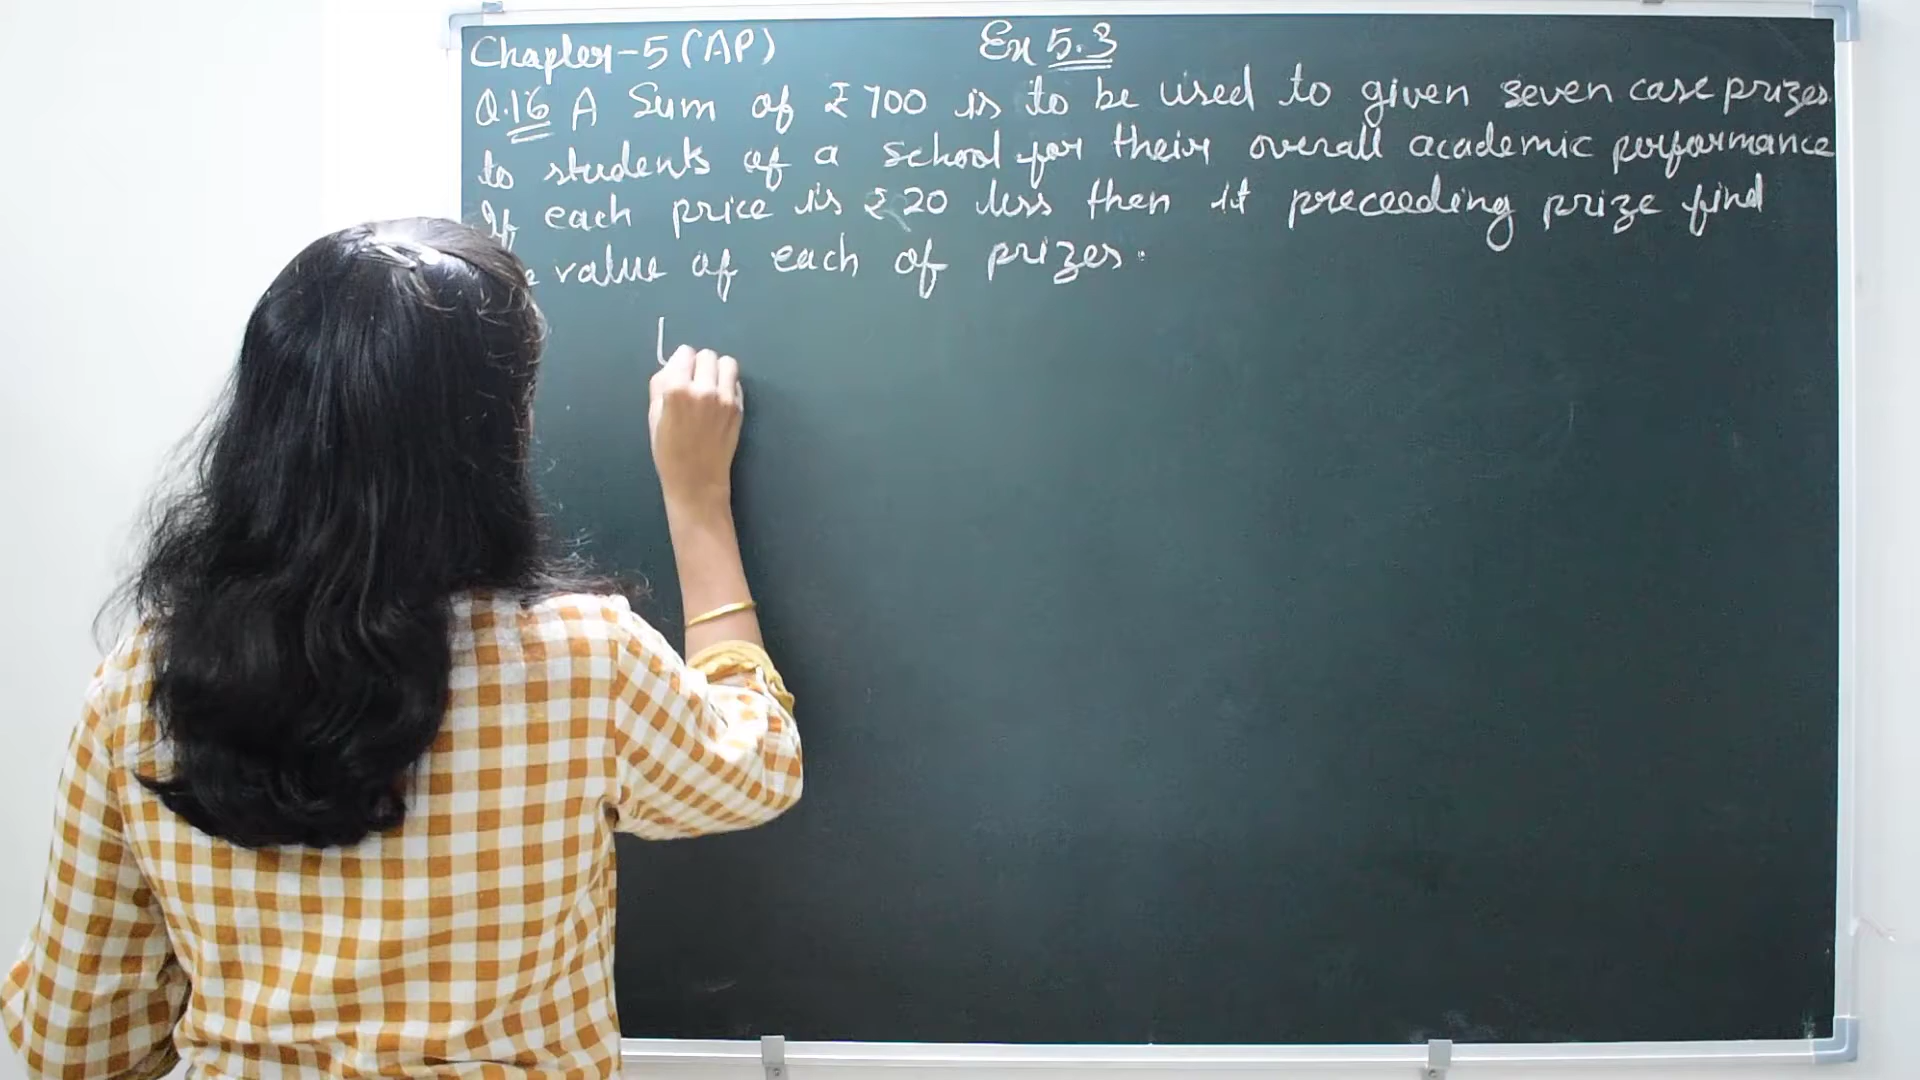 Chapter-5 (AP) Ex 5.3
Q.16 A Sum of ₹700 is to be used to given seven case prizes.
to students of a school for their overall academic performance
If each price is ₹20 less then it preceeding prize find
value of each of prizes.